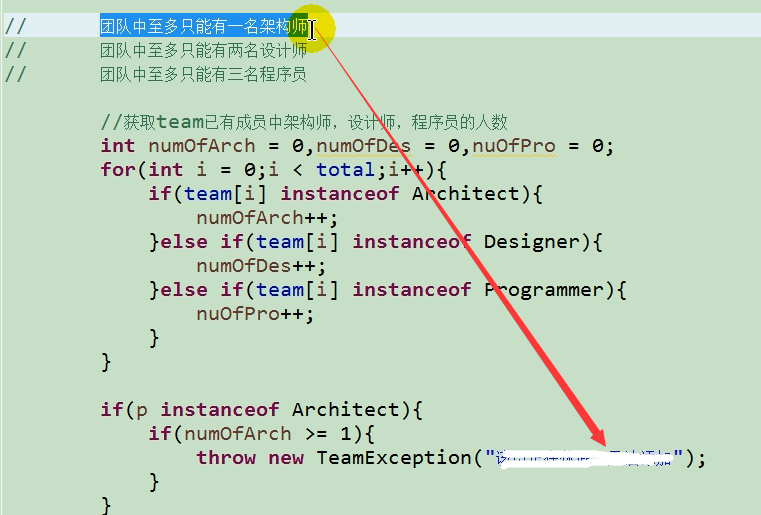 // 团队中至多只能有一名架构师
// 团队中至多只能有两名设计师
// 团队中至多只能有三名程序员
//获取team已有成员中架构师，设计师，程序员的人数
int numOfArch = 0,numOfDes = 0,nuOfPro = 0;
for(int i = 0;i < total;i++){
if(team[i] instanceof Architect){
numOfArch++;
}else if(team[i] instanceof Designer){
numOfDes++;
}else if(team[i] instanceof Programmer){
nuOfPro++;
}
}
if(p instanceof Architect){
if(numOfArch >= 1){
throw new TeamException("");
}
}